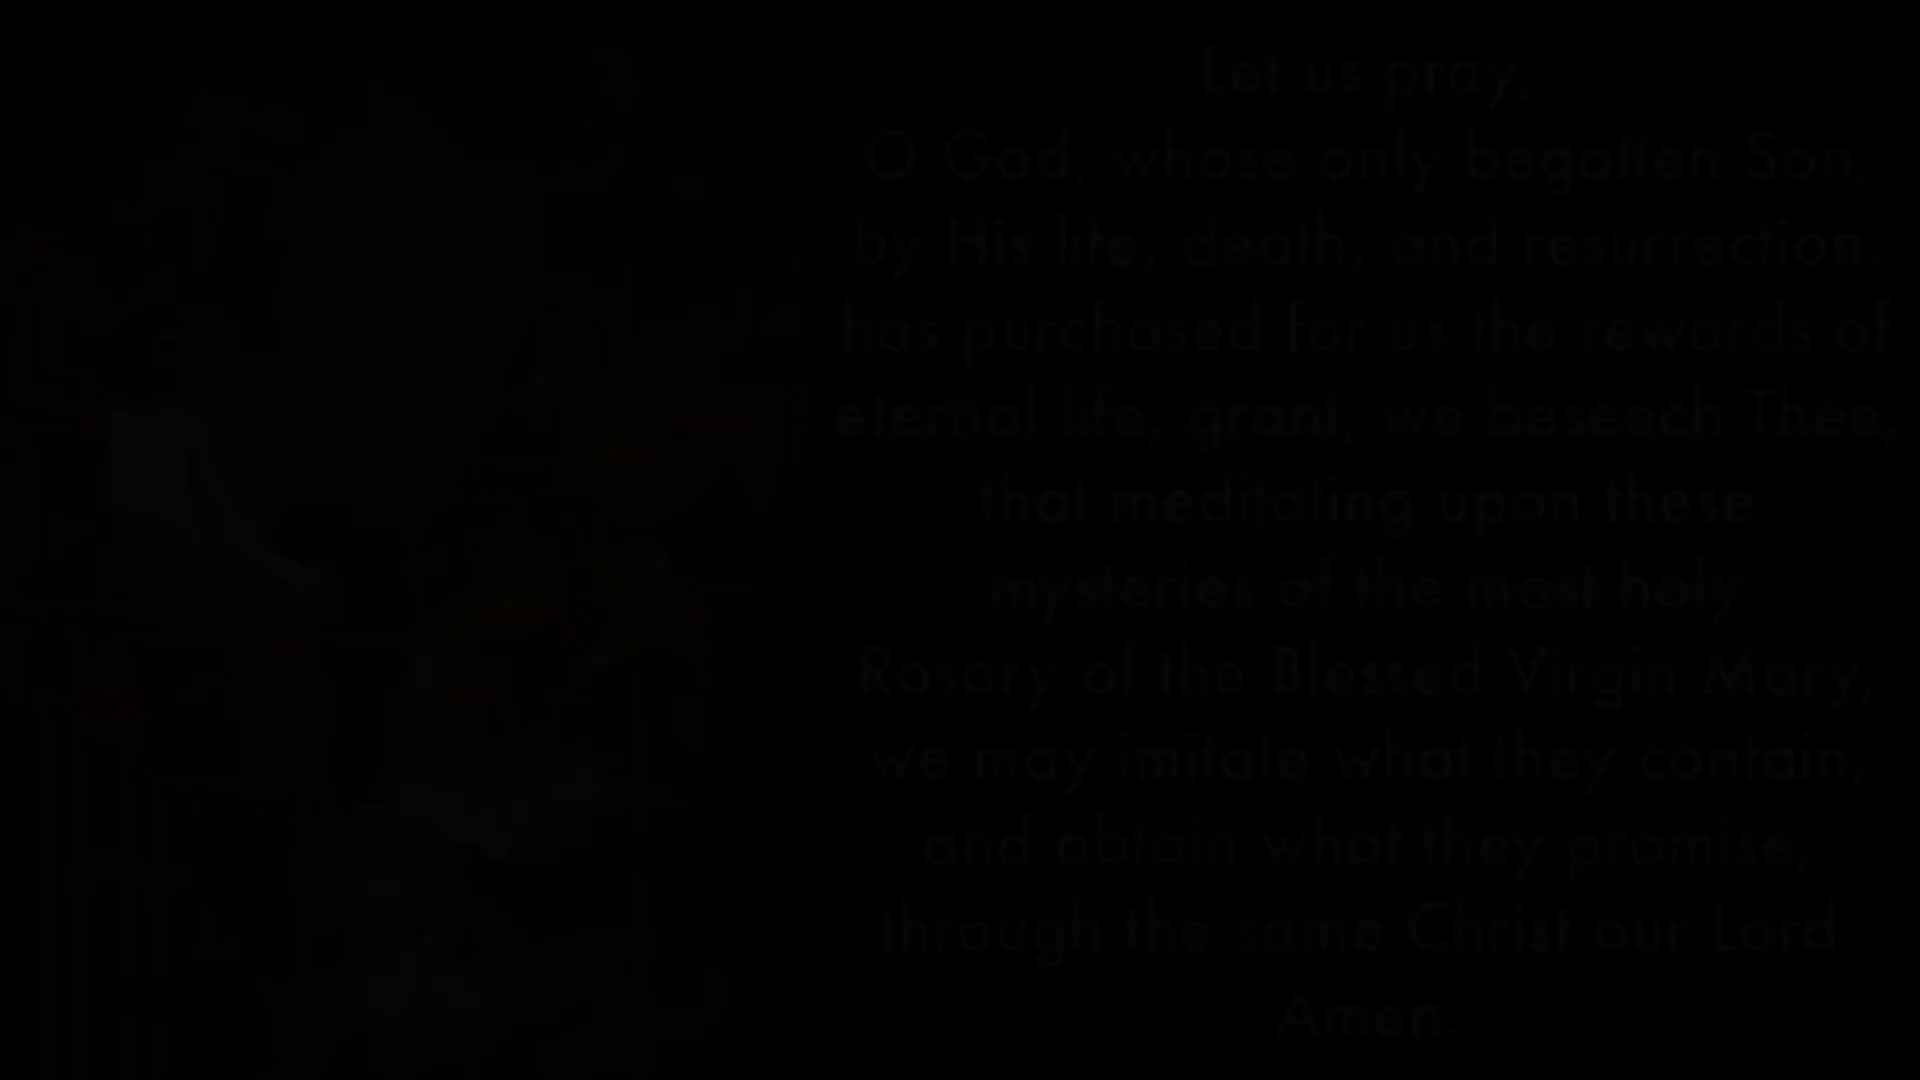 Let us pray,
O God, whose only begotten Son,
by His life, death, and resurrection,
has purchased for us the rewards of
eternal life, grant, we beseech Thee,
that meditating upon these
mysteries of the most holy
Rosary of the Blessed Virgin Mary,
we may imitate what they contain,
and obtain what they promise,
through the same Christ our Lord.
Amen.